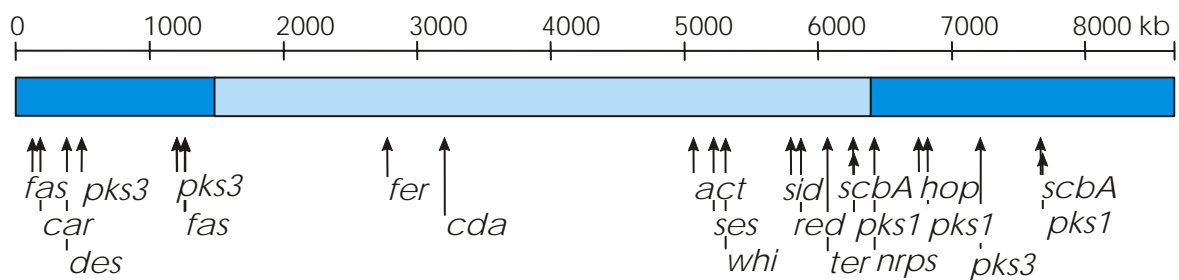 0 1000 2000 3000 4000 5000 6000 7000 8000 kb
fas pks3 pks3 fer act sid scbA hop scbA
car fas cda ses red pks1 pks1 pks1
des whi ter nrps pks3